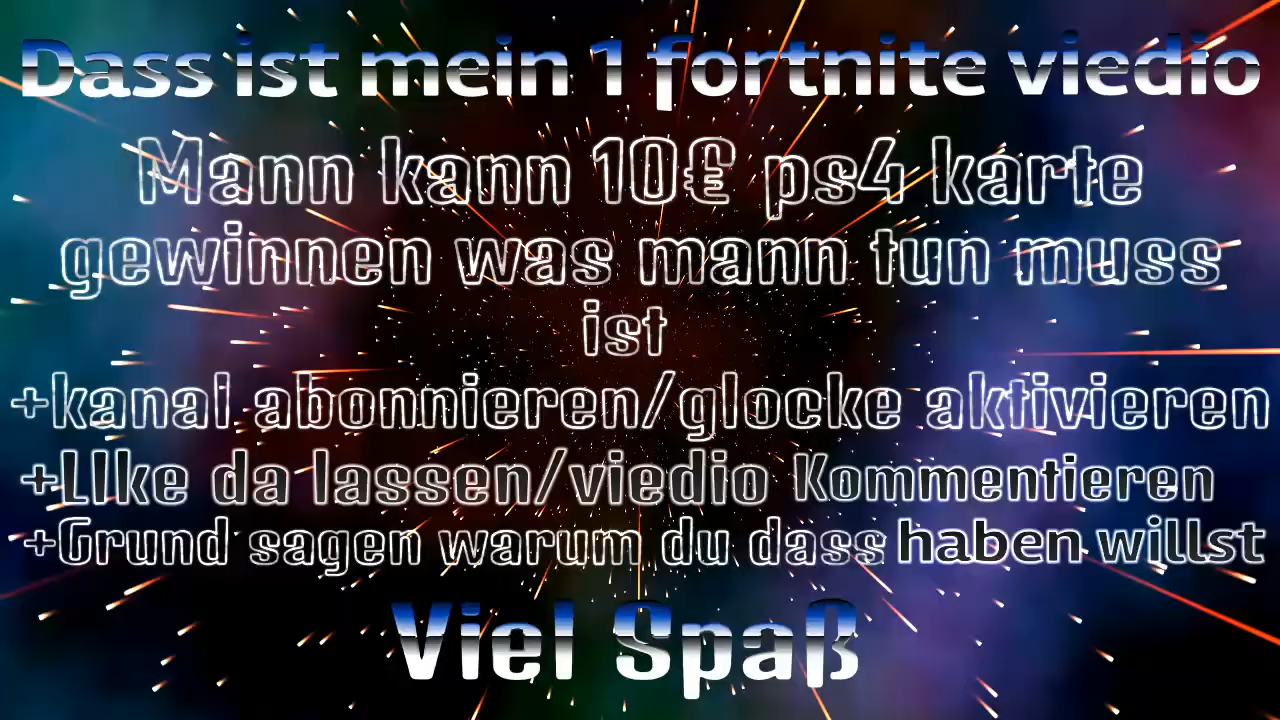 Dass ist mein 1 fortnite viedio
Mann kann 10€ ps4 karte
gewinnen was mann tun muss
ist
+kanal abonnieren/glocke aktivieren
+LIke da lassen/viedio Kommentieren
+Grund sagen warum du dass haben willst
Viel Spaß